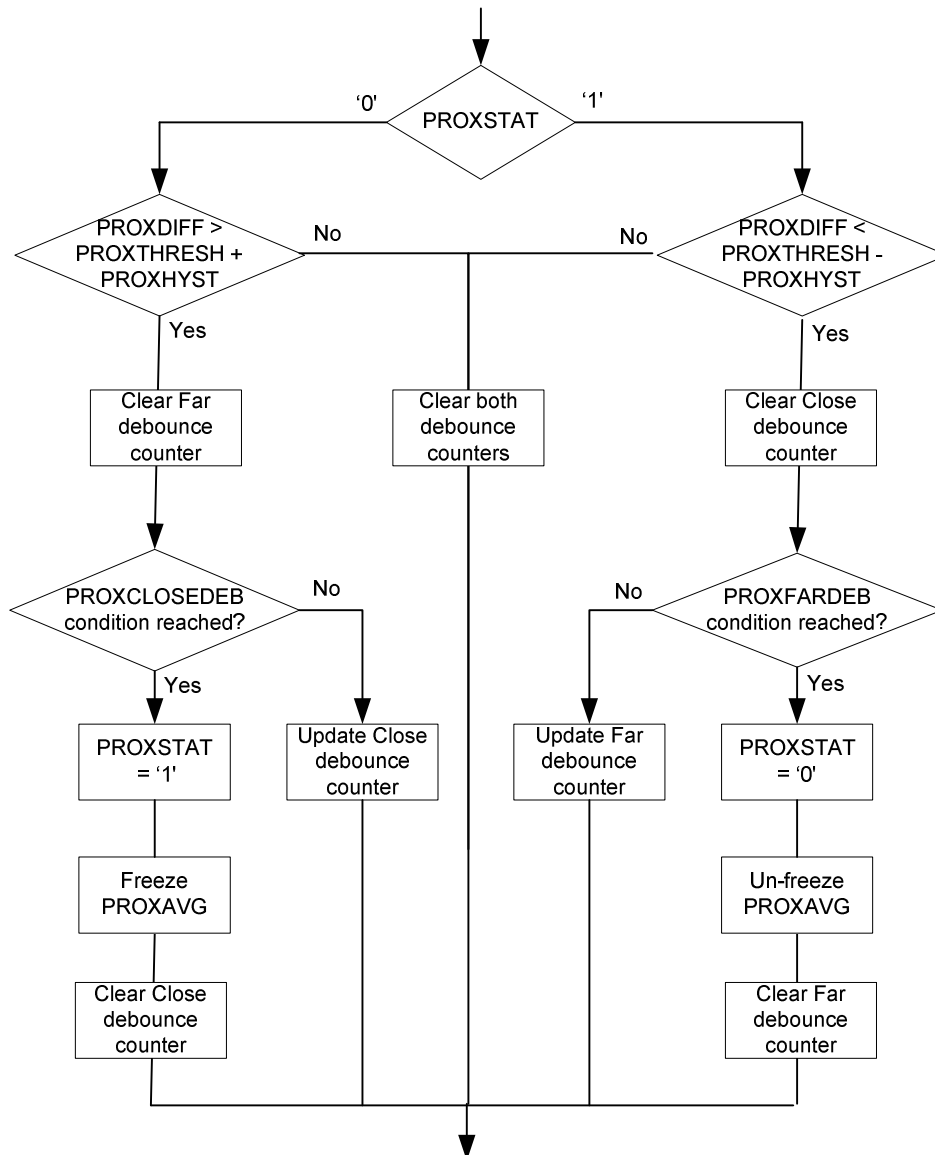 ‘0’
PROXSTAT
‘1’
PROXDIFF >
PROXTHRESH +
PROXHYST
No
No
PROXDIFF <
PROXTHRESH -
PROXHYST
Yes
Yes
Clear Far
debounce
counter
Clear both
debounce
counters
Clear Close
debounce
counter
PROXCLOSEDEB
condition reached?
No
No
PROXFARDEB
condition reached?
Yes
Yes
PROXSTAT
= ‘1’
Update Close
debounce
counter
Update Far
debounce
counter
PROXSTAT
= ‘0’
Freeze
PROXAVG
Un-freeze
PROXAVG
Clear Close
debounce
counter
Clear Far
debounce
counter